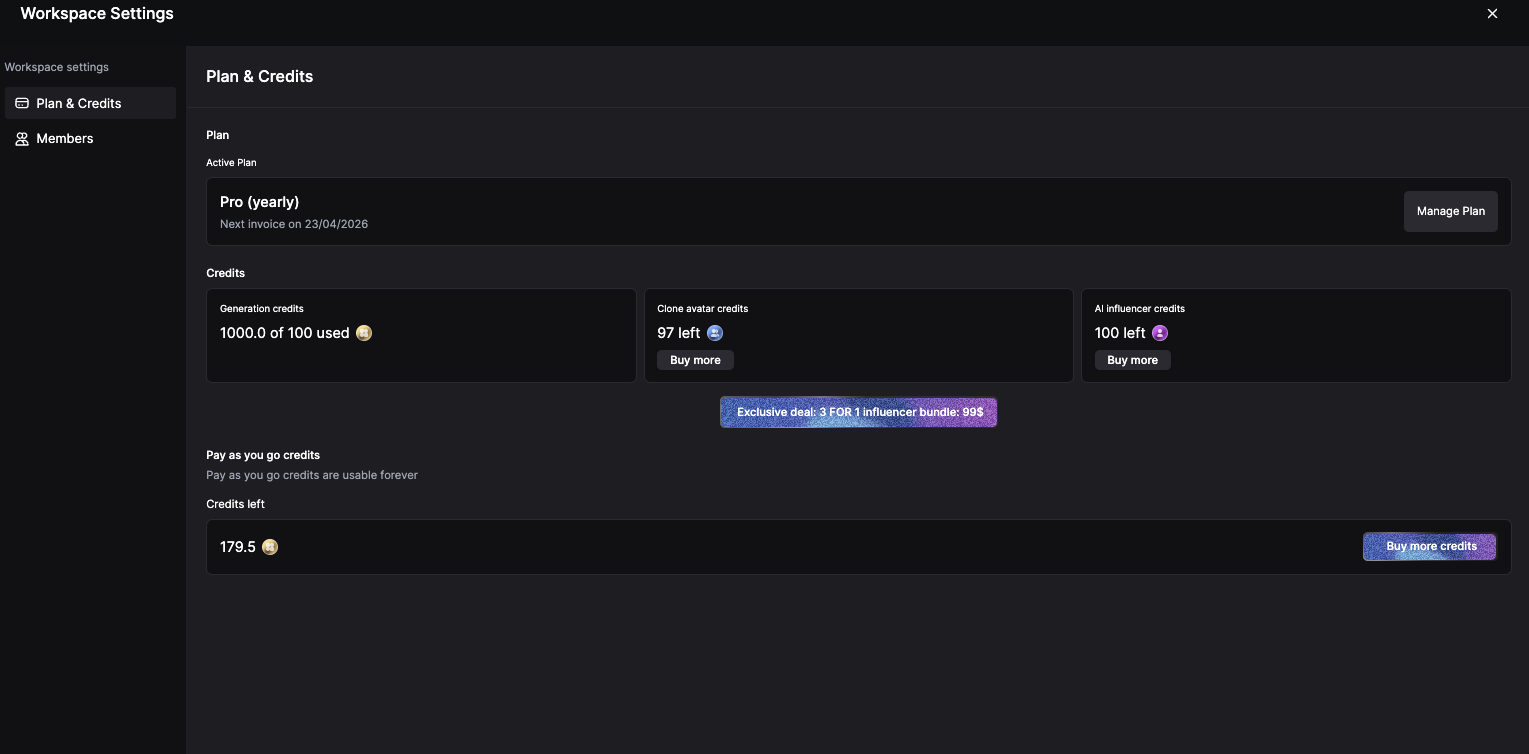 Workspace Settings
Workspace settings
Plan & Credits
Members
Plan & Credits
Plan
Active Plan
Pro (yearly)
Next invoice on 23/04/2026
Manage Plan
Credits
Generation credits
1000.0 of 100 used
Clone avatar credits
97 left
Buy more
AI influencer credits
100 left
Buy more
Exclusive deal: 3 FOR 1 influencer bundle: 99$
Pay as you go credits
Pay as you go credits are usable forever
Credits left
179.5
Buy more credits